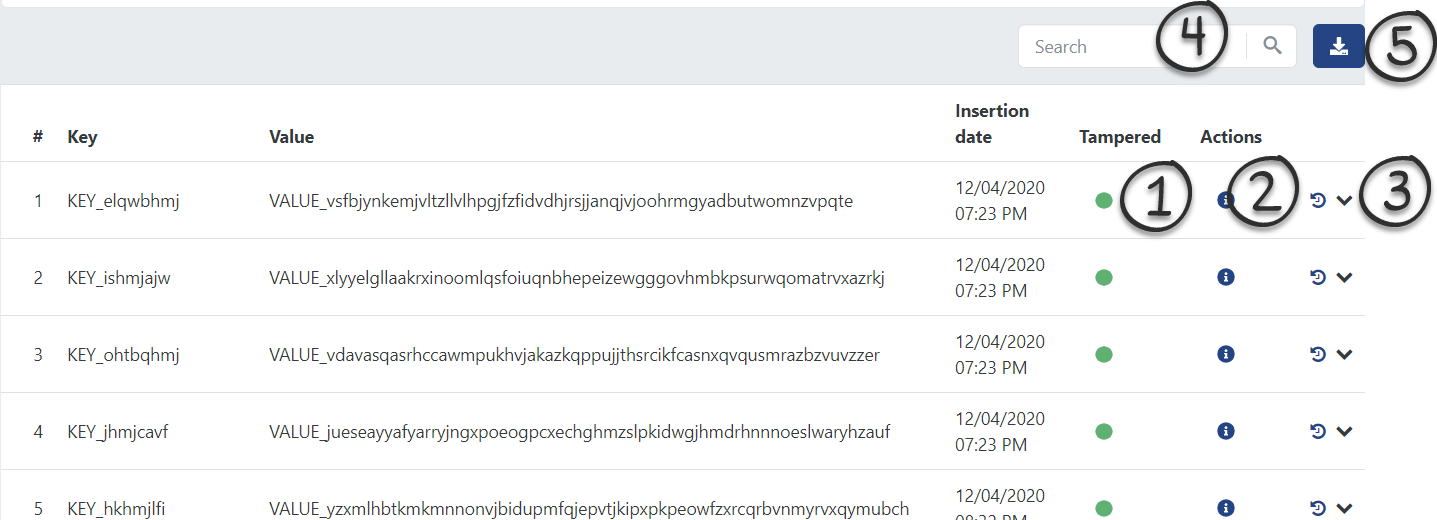 Search 4 5
# Key Value Insertion date Tampered Actions
1 KEY_elqwbhmj VALUE_vsfbjynkemjvltzllvlhpgjfzfidvdhjrsjjanqjvjoohrmgyadbutwomnzvpqte 12/04/2020 07:23 PM 1 2 3
2 KEY_ishmjajw VALUE_xlyyelgllaakrxinoomlqsfoiuqnbhepeizewgggovhmbkpsurwqomatrvxazrkj 12/04/2020 07:23 PM
3 KEY_ohtbqhmj VALUE_vdavasqasrhccawmpukhvjakazkqppujjthsrcikfcasnxqvqusmrazbzvuvzzer 12/04/2020 07:23 PM
4 KEY_jhmjcavf VALUE_jueseayyafyarryjngxpoeogpcxechghmzslpkidwgjhmdrhnnnoeslwaryhzauf 12/04/2020 07:23 PM
5 KEY_hkhmjlfi VALUE_yzxmlhbtkmkmnnonvjbidupmfqjepvtjkipxpkpeowfzxrcqrbvnmyrvxqymubch 12/04/2020